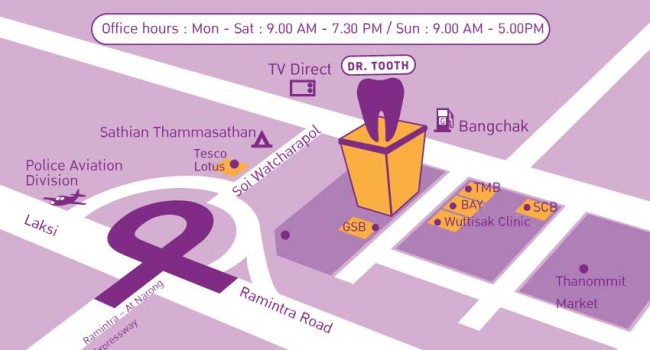 Office hours : Mon - Sat : 9.00 AM - 7.30 PM / Sun : 9.00 AM - 5.00PM
TV Direct
DR. TOOTH
G
Bangchak
Sathian Thammasathan
Tesco
Lotus
Soi Watcharapol
Police Aviation
Division
Laksi
TMB
BAY
SCB
Wuttisak Clinic
GSB
Thanommit
Market
Ramintra - At Narong
Expressway
Ramintra Road